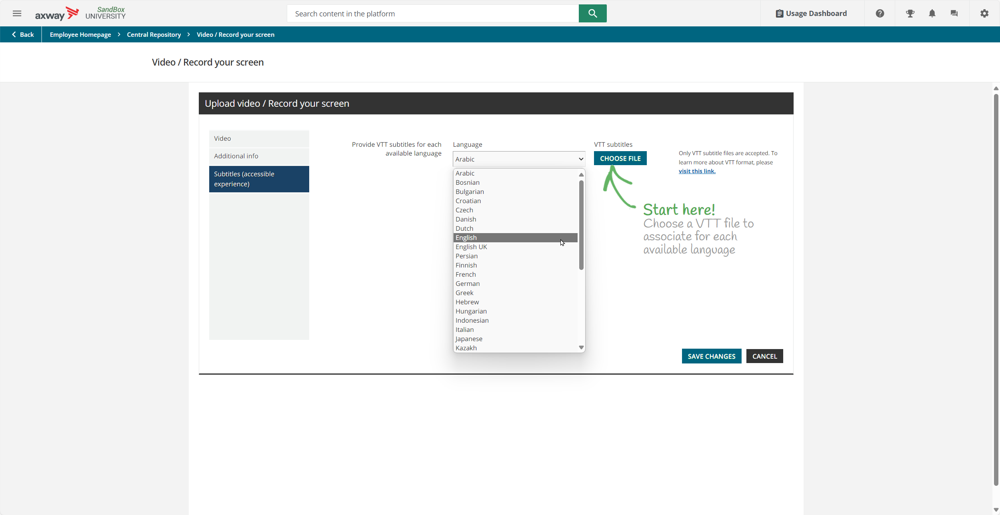 axway
SandBox
UNIVERSITY
Search content in the platform
Usage Dashboard
Back
Employee Homepage
Central Repository
Video / Record your screen
Video / Record your screen
Upload video / Record your screen
Video
Additional info
Subtitles (accessible
experience)
Provide VTT subtitles for each
available language
Language
Arabic
Arabic
Bosnian
Bulgarian
Croatian
Czech
Danish
Dutch
English
English UK
Persian
Finnish
French
German
Greek
Hebrew
Hungarian
Indonesian
Italian
Japanese
Kazakh
VTT subtitles
CHOOSE FILE
Only VTT subtitle files are accepted. To
learn more about VTT format, please
visit this link.
Start here!
Choose a VTT file to
associate for each
available language
SAVE CHANGES
CANCEL